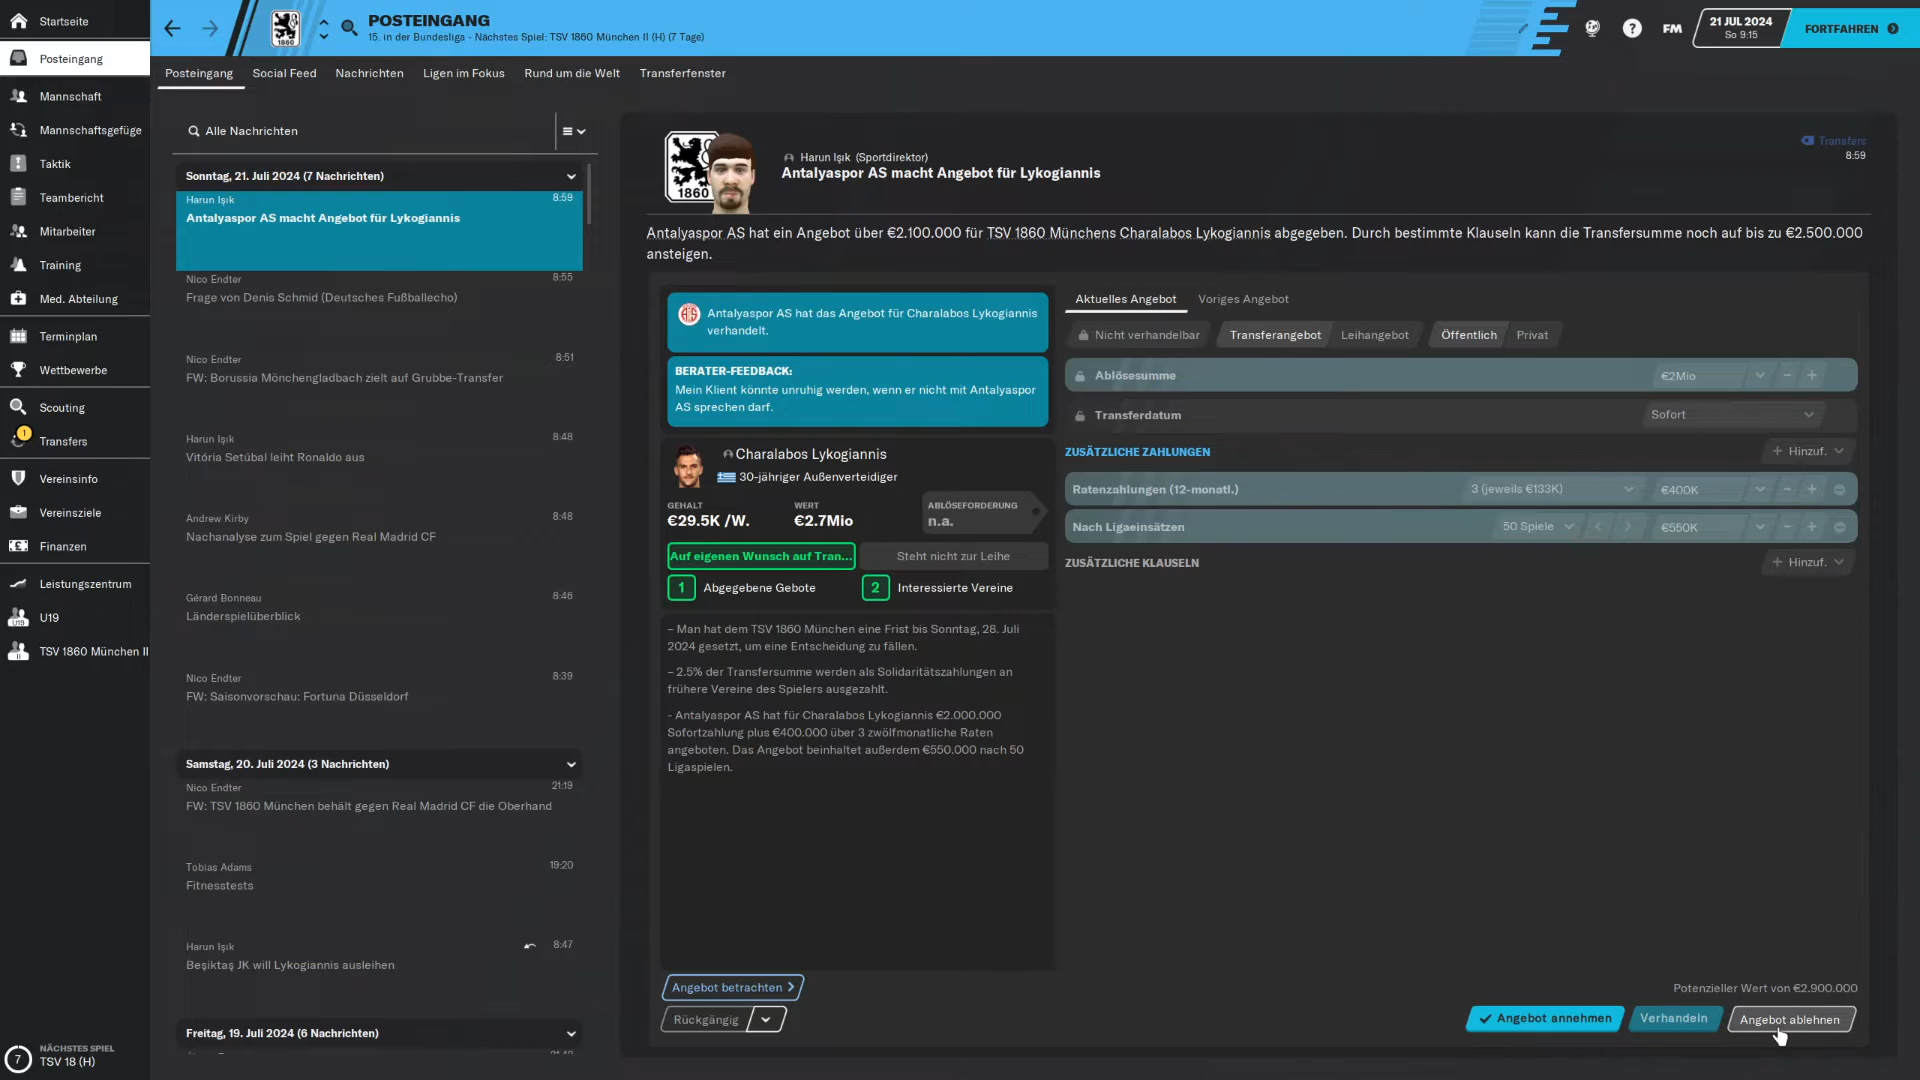 Startseite
Posteingang
Mannschaft
Mannschaftsgefüge
Taktik
Teambericht
Mitarbeiter
Training
Med. Abteilung
Terminplan
Wettbewerbe
Scouting
1
Transfers
Vereinsinfo
Vereinsziele
Finanzen
Leistungszentrum
U19
TSV 1860 München II
7
NÄCHSTES SPIEL
TSV 18 (H)
1860
POSTEINGANG
15. in der Bundesliga - Nächstes Spiel: TSV 1860 München II (H) (7 Tage)
?
FM
21 JUL 2024
So 9:15
FORTFAHREN
Posteingang
Social Feed
Nachrichten
Ligen im Fokus
Rund um die Welt
Transferfenster
Alle Nachrichten
Sonntag, 21. Juli 2024 (7 Nachrichten)
Harun Işık
8:59
Antalyaspor AS macht Angebot für Lykogiannis
Nico Endter
8:55
Frage von Denis Schmid (Deutsches Fußballecho)
Nico Endter
8:51
FW: Borussia Mönchengladbach zielt auf Grubbe-Transfer
Harun Işık
8:48
Vitória Setúbal leiht Ronaldo aus
Andrew Kirby
8:48
Nachanalyse zum Spiel gegen Real Madrid CF
Gérard Bonneau
8:46
Länderspielüberblick
Nico Endter
8:39
FW: Saisonvorschau: Fortuna Düsseldorf
Samstag, 20. Juli 2024 (3 Nachrichten)
Nico Endter
21:19
FW: TSV 1860 München behält gegen Real Madrid CF die Oberhand
Tobias Adams
19:20
Fitnesstests
Harun Işık
8:47
Beşiktaş JK will Lykogiannis ausleihen
Freitag, 19. Juli 2024 (6 Nachrichten)
1860
Harun Işık (Sportdirektor)
Antalyaspor AS macht Angebot für Lykogiannis
Transfers
8:59
Antalyaspor AS hat ein Angebot über €2.100.000 für TSV 1860 Münchens Charalabos Lykogiannis abgegeben. Durch bestimmte Klauseln kann die Transfersumme noch auf bis zu €2.500.000
ansteigen.
Antalyaspor AS hat das Angebot für Charalabos Lykogiannis
verhandelt.
BERATER-FEEDBACK:
Mein Klient könnte unruhig werden, wenn er nicht mit Antalyaspor
AS sprechen darf.
Charalabos Lykogiannis
30-jähriger Außenverteidiger
GEHALT
€29.5K /W.
WERT
€2.7Mio
ABLÖSEFORDERUNG
n.a.
Auf eigenen Wunsch auf Tran...
Steht nicht zur Leihe
1
Abgegebene Gebote
2
Interessierte Vereine
– Man hat dem TSV 1860 München eine Frist bis Sonntag, 28. Juli
2024 gesetzt, um eine Entscheidung zu fällen.
– 2.5% der Transfersumme werden als Solidaritätszahlungen an
frühere Vereine des Spielers ausgezahlt.
- Antalyaspor AS hat für Charalabos Lykogiannis €2.000.000
Sofortzahlung plus €400.000 über 3 zwölfmonatliche Raten
angeboten. Das Angebot beinhaltet außerdem €550.000 nach 50
Ligaspielen.
Angebot betrachten
Rückgängig
Aktuelles Angebot
Voriges Angebot
Nicht verhandelbar
Transferangebot
Leihangebot
Öffentlich
Privat
Ablösesumme
€2Mio
Transferdatum
Sofort
ZUSÄTZLICHE ZAHLUNGEN
+ Hinzuf.
Ratenzahlungen (12-monatl.)
3 (jeweils €133K)
€400K
Nach Ligaeinsätzen
50 Spiele
€550K
ZUSÄTZLICHE KLAUSELN
+ Hinzuf.
Potenzieller Wert von €2.900.000
Angebot annehmen
Verhandeln
Angebot ablehnen